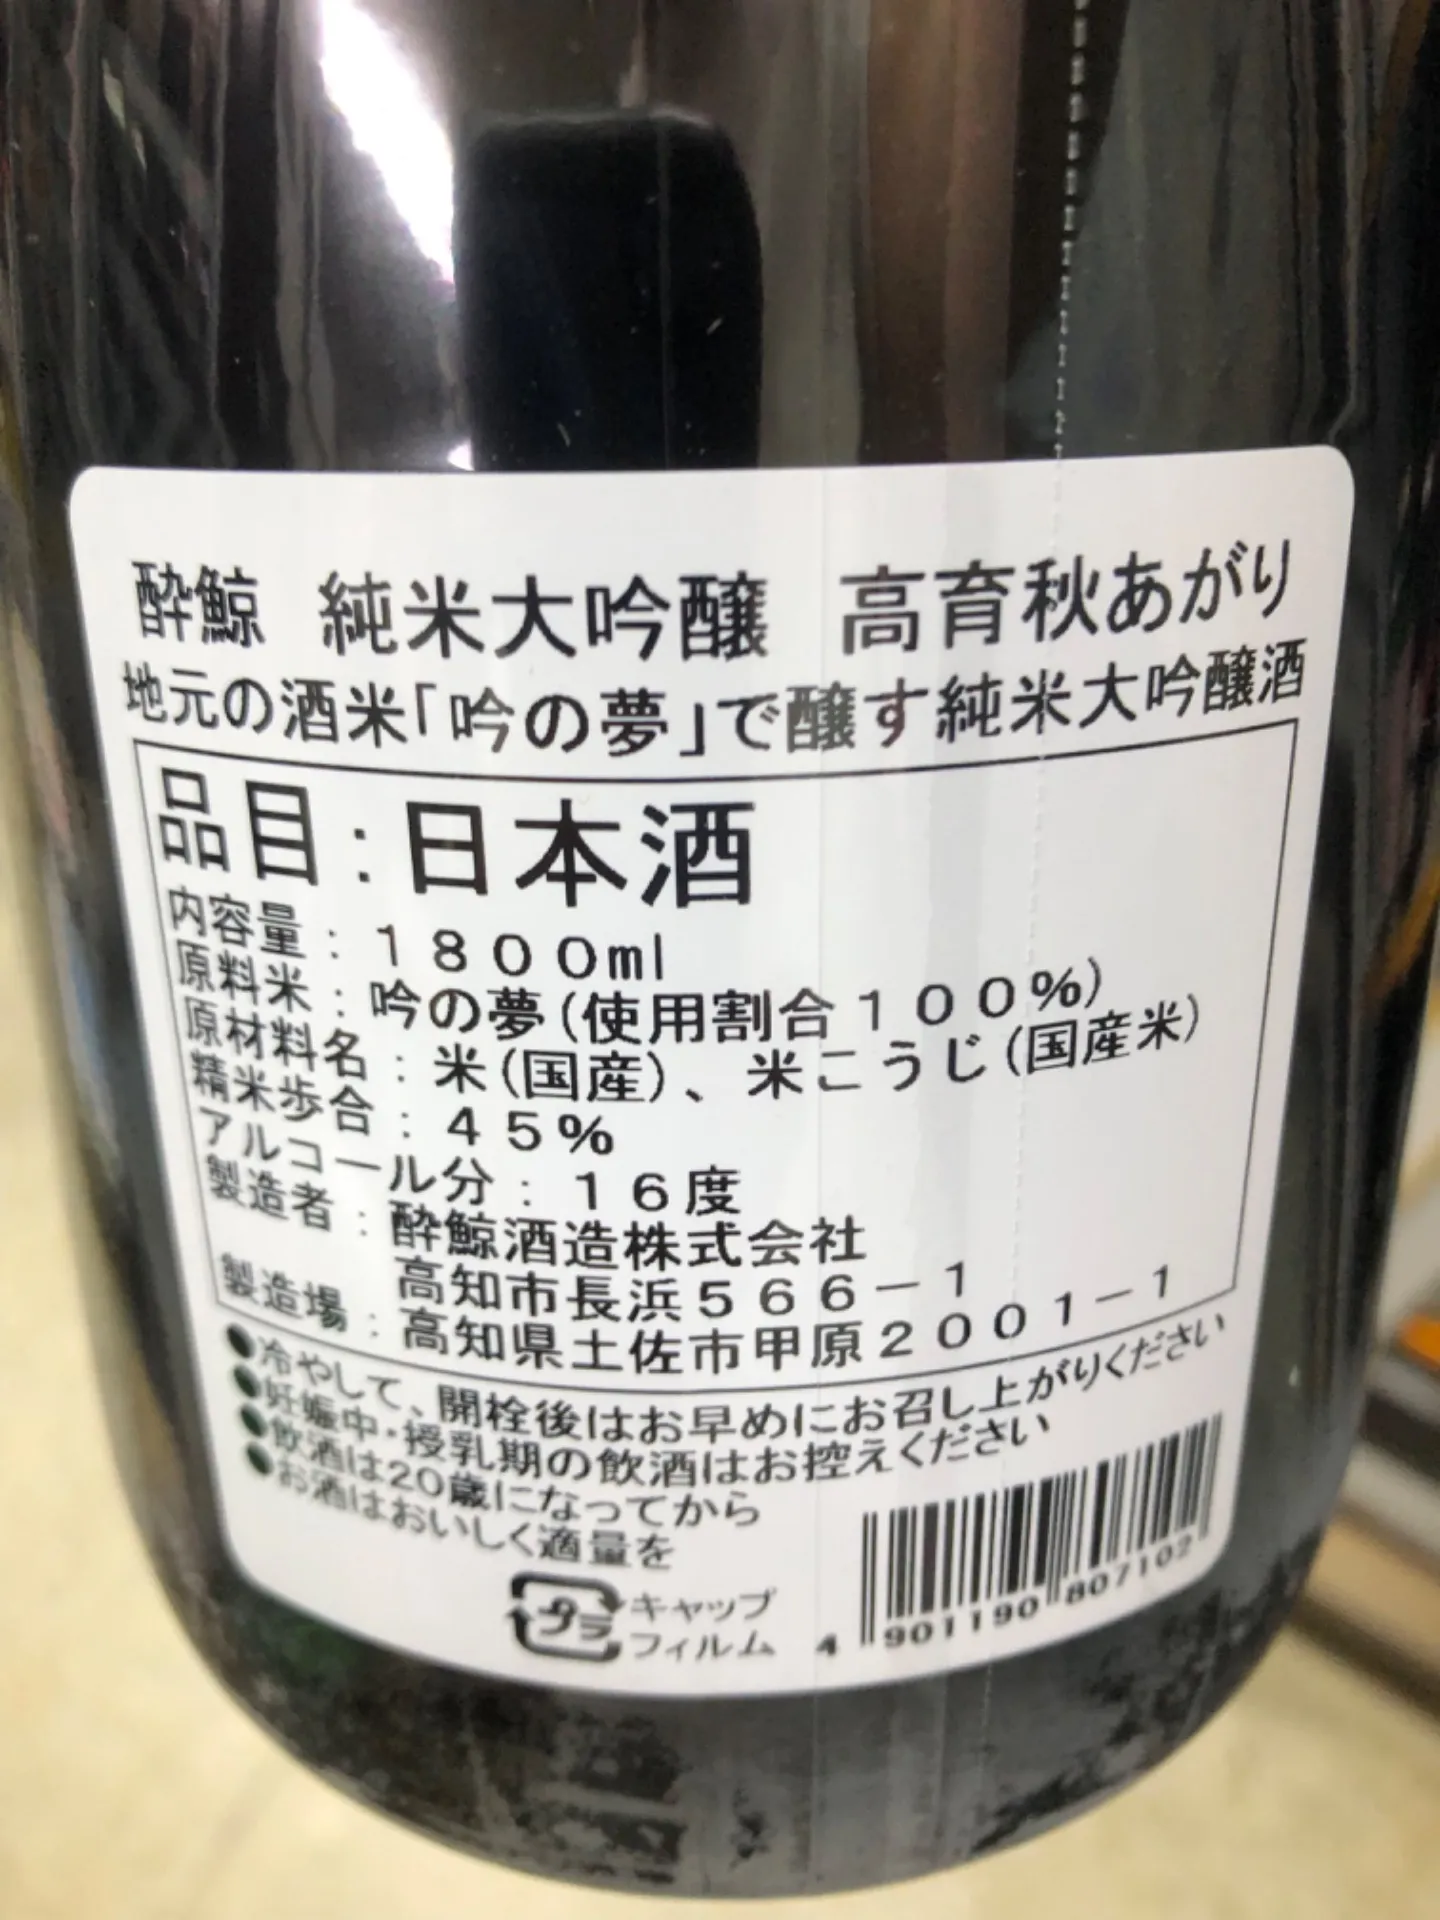 酔鯨 純米大吟醸 高育秋あがり
地元の酒米「吟の夢」で醸す純米大吟醸酒
品目：日本酒
内容量：１８００ml
原料米：吟の夢(使用割合１００％)
原材料名：米(国産)、米こうじ(国産米)
精米歩合：４５％
アルコール分：１６度
製造者：酔鯨酒造株式会社
高知市長浜５６６－１
製造場：高知県土佐市甲原２００１－１
●冷やして、開栓後はお早めにお召し上がりください
●妊娠中・授乳期の飲酒はお控えください
●飲酒は20歳になってから
●お酒はおいしく適量を
プラ
キャップ
フィルム
4 901190 807102